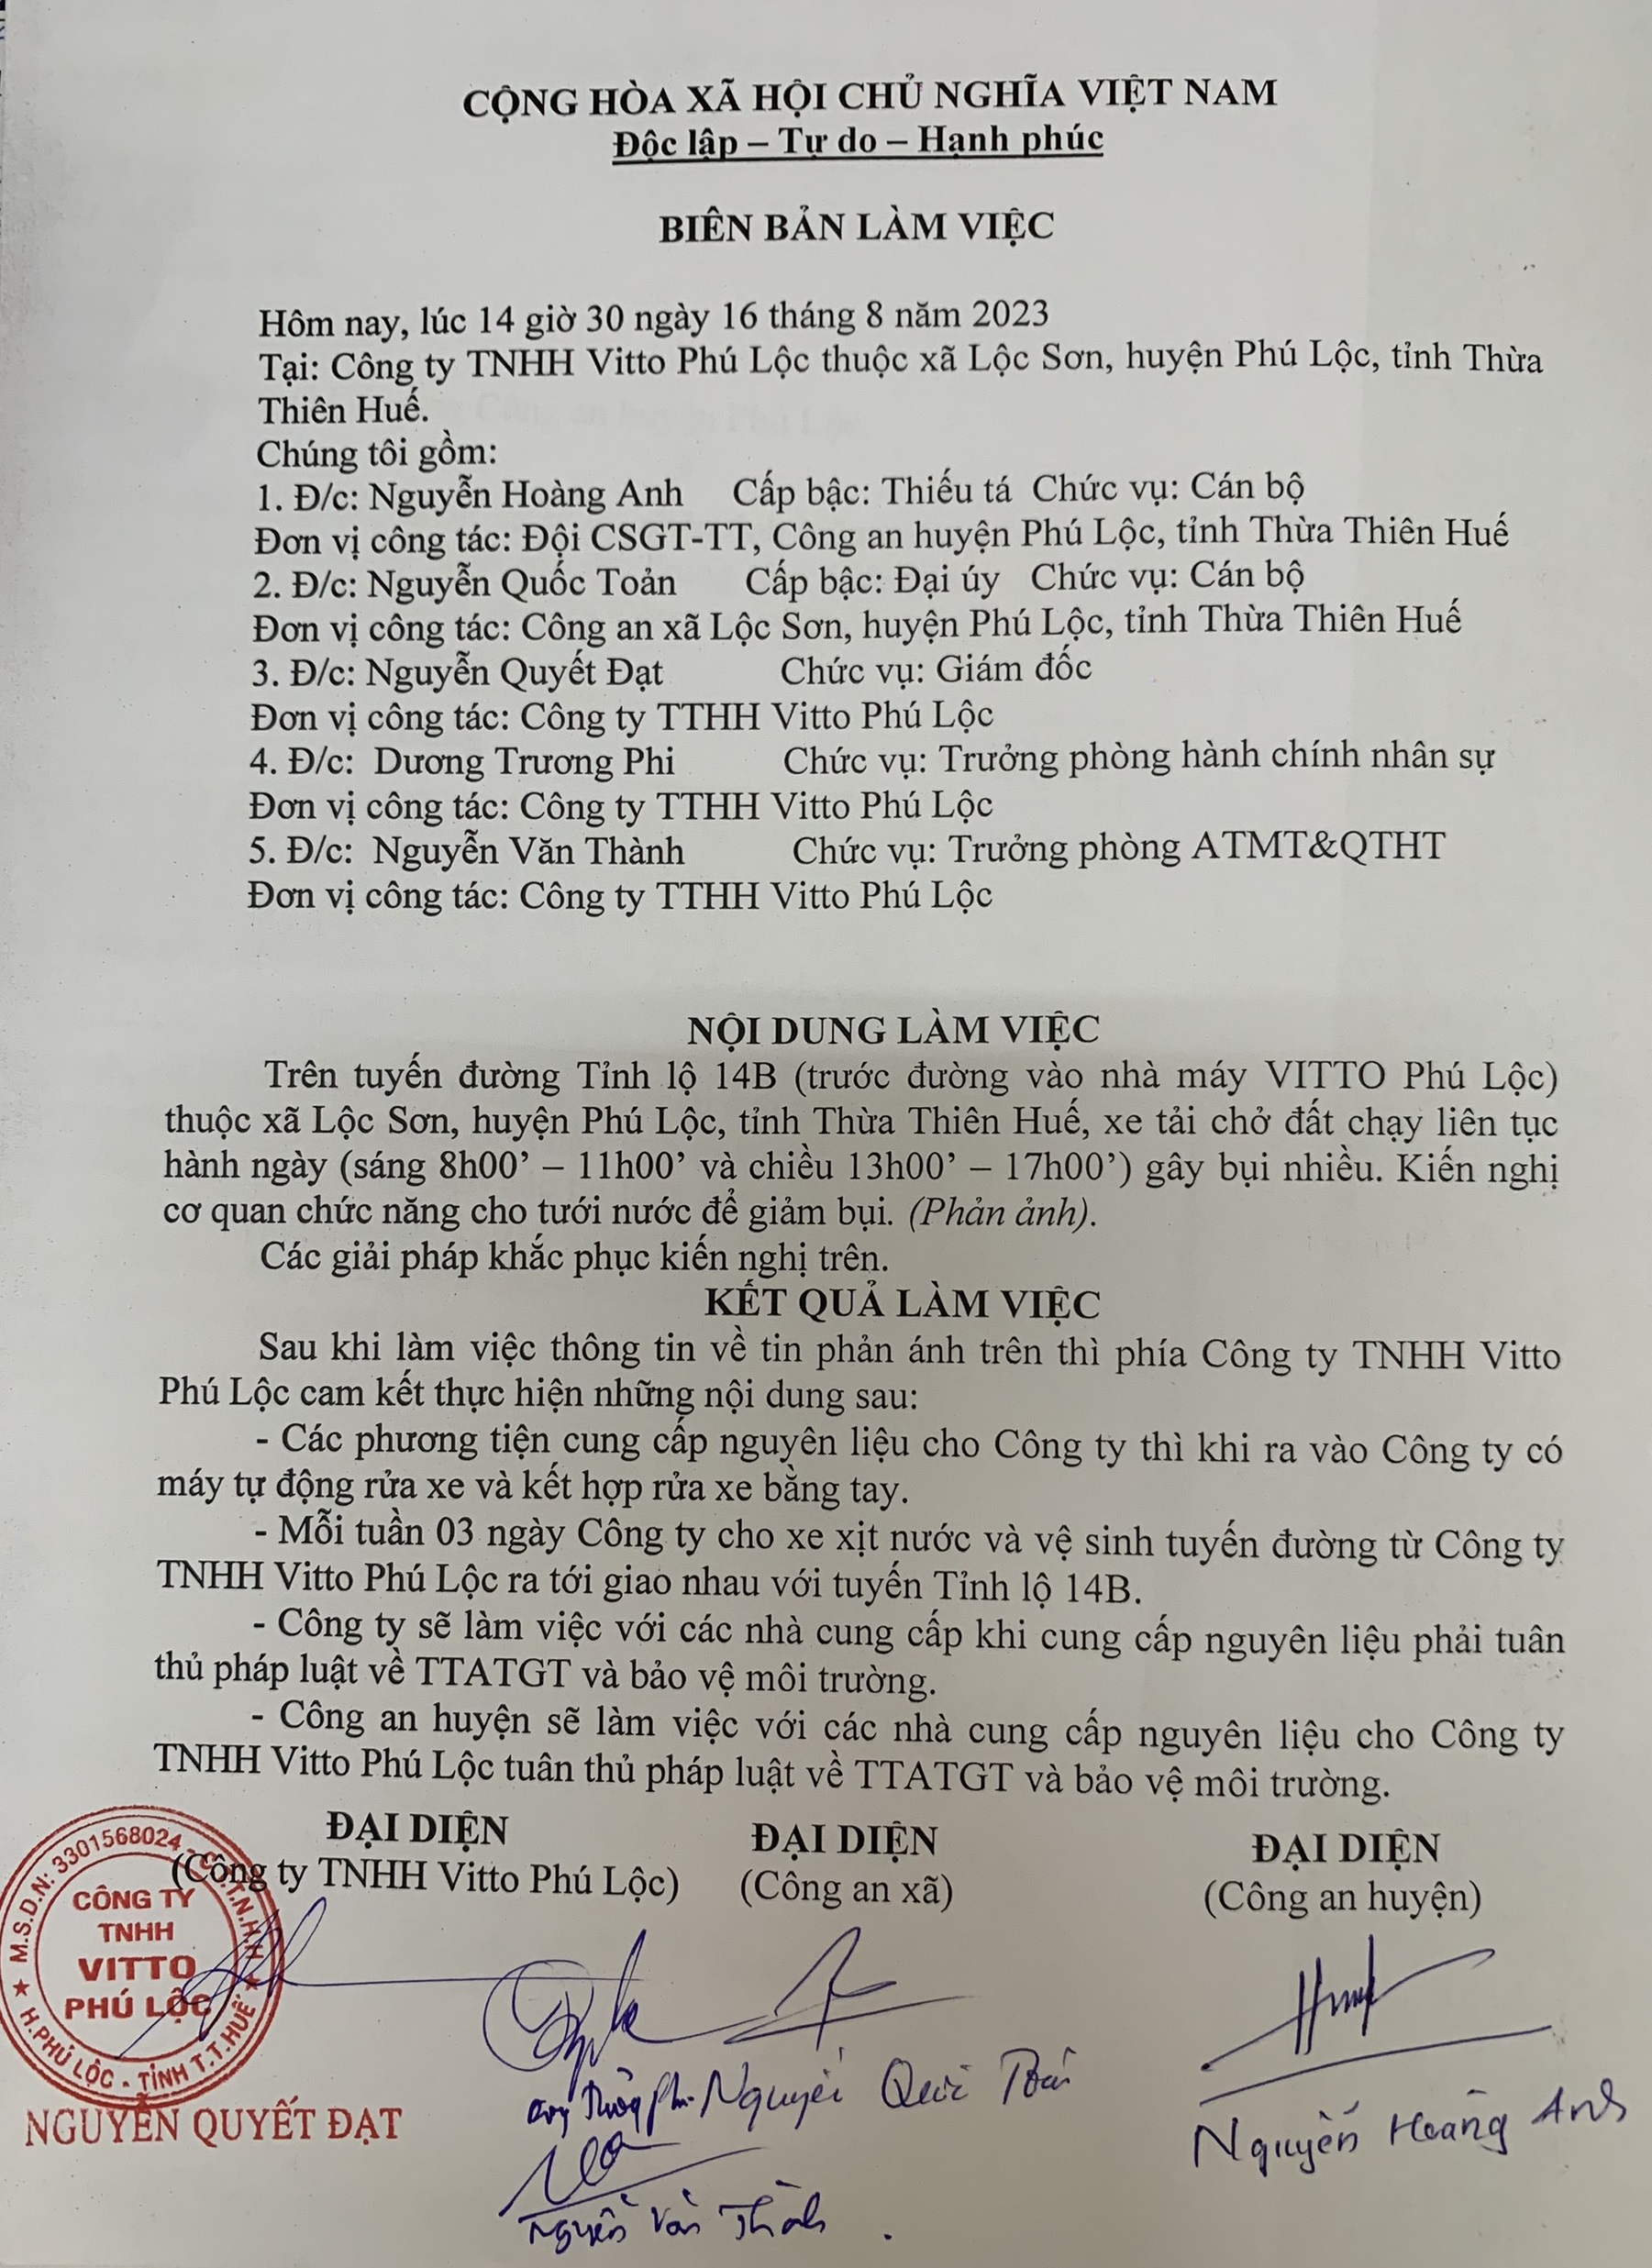 CỘNG HÒA XÃ HỘI CHỦ NGHĨA VIỆT NAM
Độc lập – Tự do – Hạnh phúc
BIÊN BẢN LÀM VIỆC
Hôm nay, lúc 14 giờ 30 ngày 16 tháng 8 năm 2023
Tại: Công ty TNHH Vitto Phú Lộc thuộc xã Lộc Sơn, huyện Phú Lộc, tỉnh Thừa
Thiên Huế.
Chúng tôi gồm:
1. Đ/c: Nguyễn Hoàng Anh Cấp bậc: Thiếu tá Chức vụ: Cán bộ
Đơn vị công tác: Đội CSGT-TT, Công an huyện Phú Lộc, tỉnh Thừa Thiên Huế
2. Đ/c: Nguyễn Quốc Toản Cấp bậc: Đại úy Chức vụ: Cán bộ
Đơn vị công tác: Công an xã Lộc Sơn, huyện Phú Lộc, tỉnh Thừa Thiên Huế
3. Đ/c: Nguyễn Quyết Đạt Chức vụ: Giám đốc
Đơn vị công tác: Công ty TTHH Vitto Phú Lộc
4. Đ/c: Dương Trương Phi Chức vụ: Trưởng phòng hành chính nhân sự
Đơn vị công tác: Công ty TTHH Vitto Phú Lộc
5. Đ/c: Nguyễn Văn Thành Chức vụ: Trưởng phòng ATMT&QTHT
Đơn vị công tác: Công ty TTHH Vitto Phú Lộc
NỘI DUNG LÀM VIỆC
Trên tuyến đường Tỉnh lộ 14B (trước đường vào nhà máy VITTO Phú Lộc)
thuộc xã Lộc Sơn, huyện Phú Lộc, tỉnh Thừa Thiên Huế, xe tải chở đất chạy liên tục
hành ngày (sáng 8h00’ – 11h00’ và chiều 13h00’ – 17h00’) gây bụi nhiều. Kiến nghị
cơ quan chức năng cho tưới nước để giảm bụi. (Phản ảnh).
Các giải pháp khắc phục kiến nghị trên.
KẾT QUẢ LÀM VIỆC
Sau khi làm việc thông tin về tin phản ánh trên thì phía Công ty TNHH Vitto
Phú Lộc cam kết thực hiện những nội dung sau:
- Các phương tiện cung cấp nguyên liệu cho Công ty thì khi ra vào Công ty có
máy tự động rửa xe và kết hợp rửa xe bằng tay.
- Mỗi tuần 03 ngày Công ty cho xe xịt nước và vệ sinh tuyến đường từ Công ty
TNHH Vitto Phú Lộc ra tới giao nhau với tuyến Tỉnh lộ 14B.
- Công ty sẽ làm việc với các nhà cung cấp khi cung cấp nguyên liệu phải tuân
thủ pháp luật về TTATGT và bảo vệ môi trường.
- Công an huyện sẽ làm việc với các nhà cung cấp nguyên liệu cho Công ty
TNHH Vitto Phú Lộc tuân thủ pháp luật về TTATGT và bảo vệ môi trường.
ĐẠI DIỆN ĐẠI DIỆN ĐẠI DIỆN
(Công ty TNHH Vitto Phú Lộc) (Công an xã) (Công an huyện)
M.S.D.N: 3301568024 - C.T.T.N.H.H
CÔNG TY
TNHH
VITTO
PHÚ LỘC
H.PHÚ LỘC - TỈNH T.T.HUẾ
NGUYỄN QUYẾT ĐẠT
Nguyễn Quốc Toản
Nguyễn Hoàng Anh
Nguyễn Văn Thành